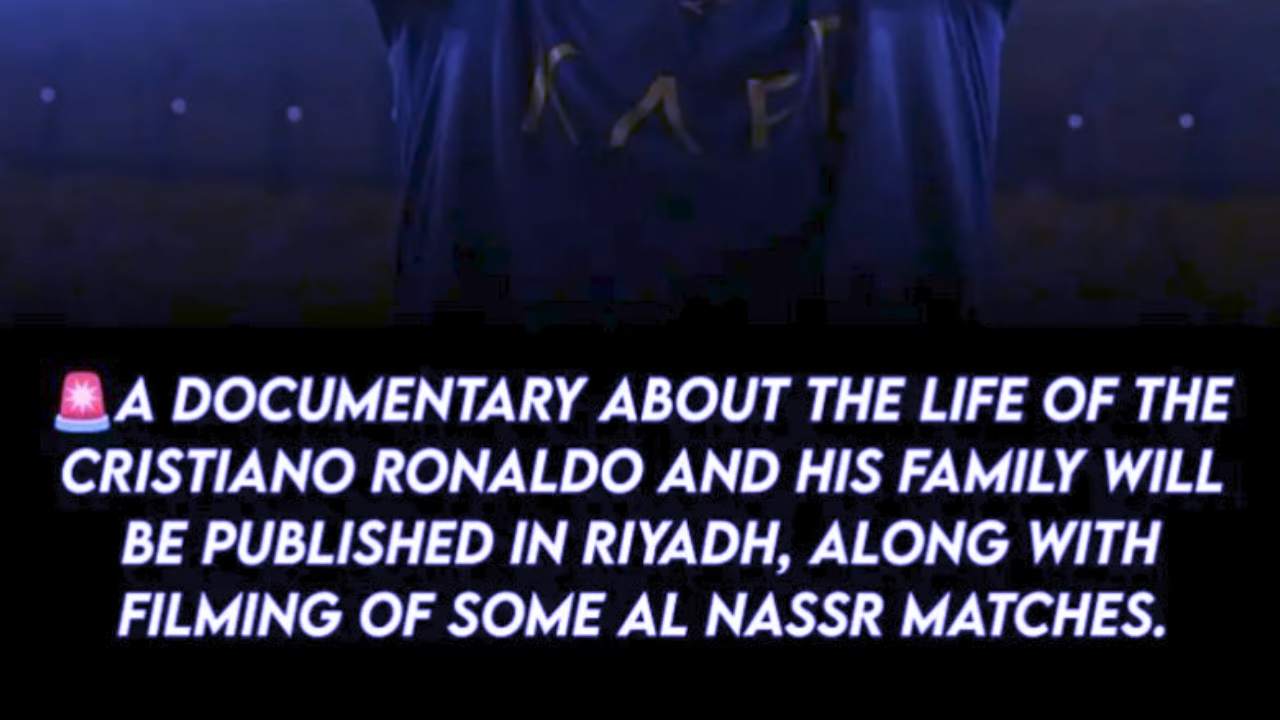 KAF
🚨A DOCUMENTARY ABOUT THE LIFE OF THE
CRISTIANO RONALDO AND HIS FAMILY WILL
BE PUBLISHED IN RIYADH, ALONG WITH
FILMING OF SOME AL NASSR MATCHES.